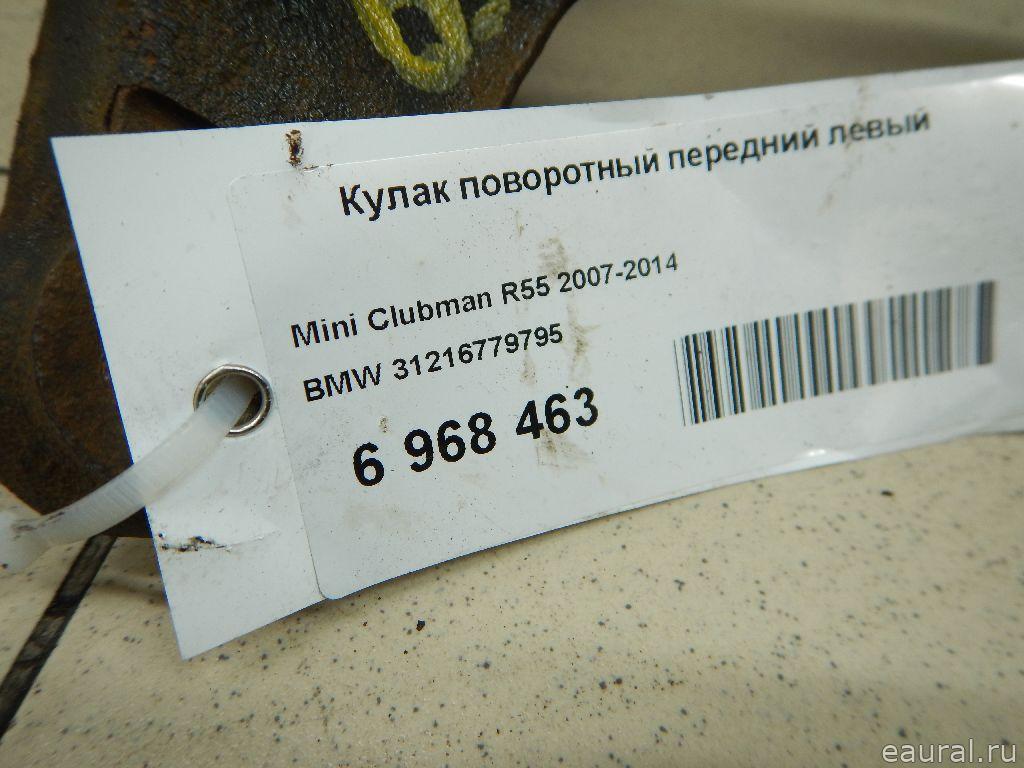 Кулак поворотный передний левый
Mini Clubman R55 2007-2014
BMW 31216779795
6 968 463
eaural.ru